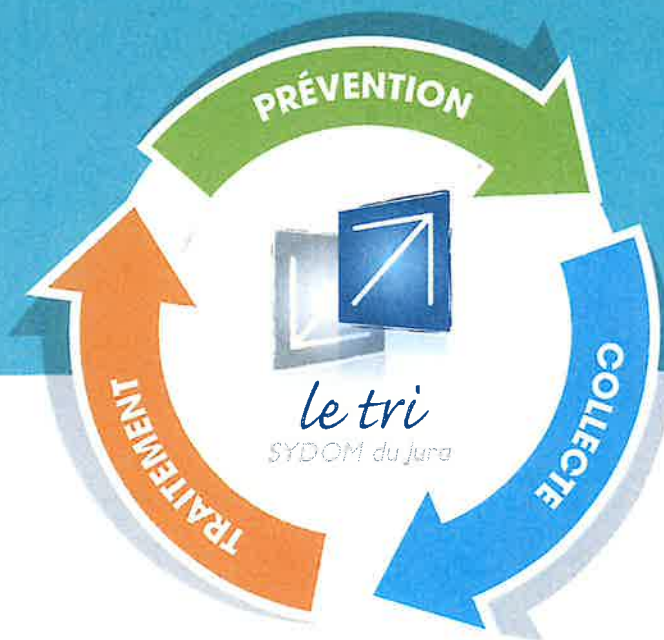 PRÉVENTION
COLLECTE
TRAITEMENT
le tri
SYDOM du Jura